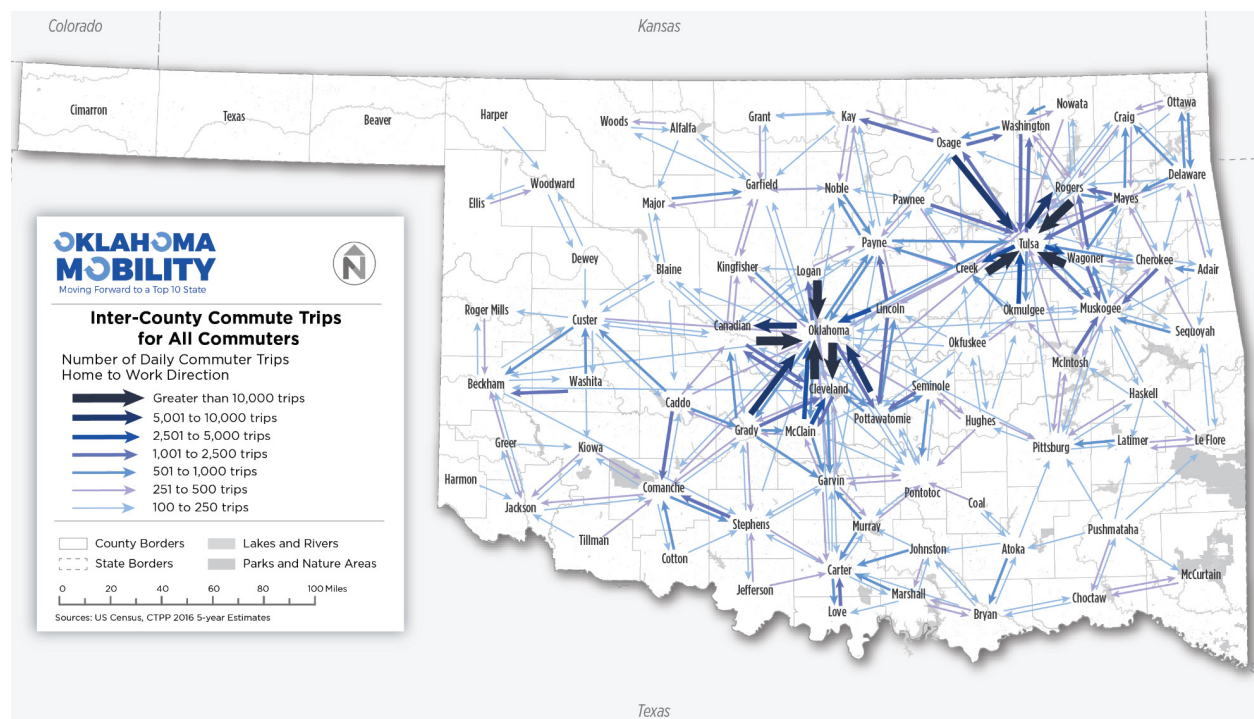 Colorado
Kansas
Cimarron
Texas
Beaver
Harper
Woods
Alfalfa
Grant
Kay
Osage
Washington
Nowata
Craig
Ottawa
Woodward
Ellis
Major
Garfield
Noble
Pawnee
Rogers
Mayes
Delaware
Dewey
Blaine
Kingfisher
Logan
Payne
Creek
Tulsa
Wagoner
Cherokee
Adair
Roger Mills
Custer
Canadian
Oklahoma
Lincoln
Okfuskee
Okmulgee
Muskogee
Sequoyah
Beckham
Washita
Caddo
Grady
McClain
Cleveland
Pottawatomie
Seminole
Hughes
McIntosh
Haskell
Pittsburg
Latimer
Le Flore
Greer
Kiowa
Harmon
Jackson
Comanche
Tillman
Cotton
Stephens
Jefferson
Garvin
Murray
Pontotoc
Coal
Carter
Love
Johnston
Marshall
Atoka
Bryan
Pushmataha
Choctaw
McCurtain
OKLAHOMA
MOBILITY
Moving Forward to a Top 10 State
N
Inter-County Commute Trips
for All Commuters
Number of Daily Commuter Trips
Home to Work Direction
Greater than 10,000 trips
5,001 to 10,000 trips
2,501 to 5,000 trips
1,001 to 2,500 trips
501 to 1,000 trips
251 to 500 trips
100 to 250 trips
County Borders
Lakes and Rivers
State Borders
Parks and Nature Areas
0 20 40 60 80 100 Miles
Sources: US Census, CTPP 2016 5-year Estimates
Texas